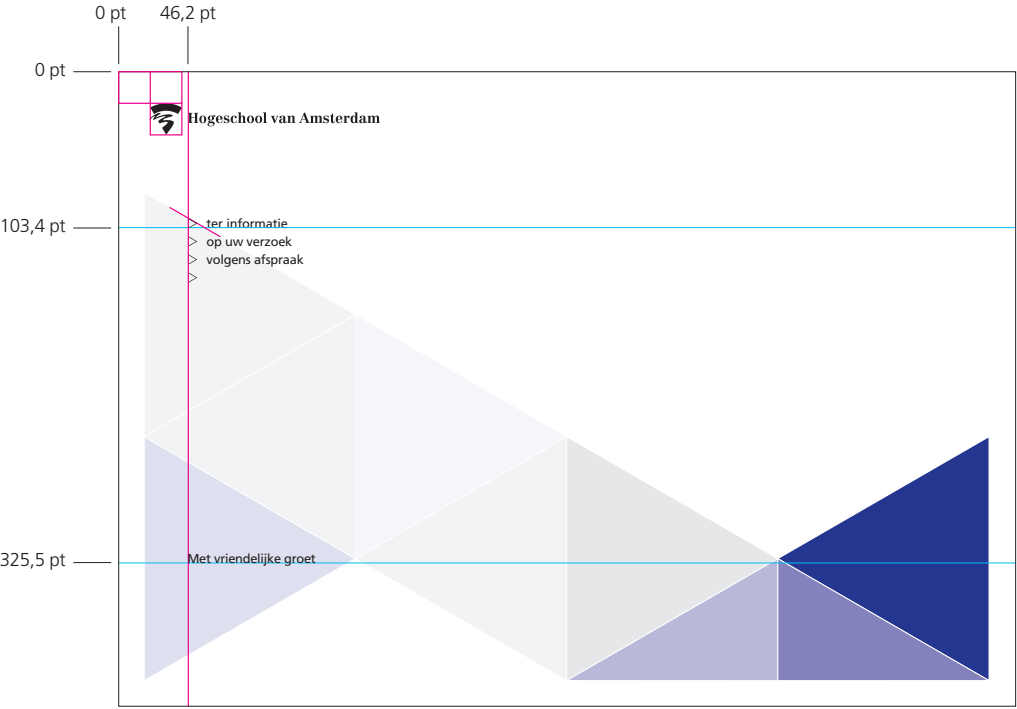 0 pt 46,2 pt
0 pt
Hogeschool van Amsterdam
103,4 pt
ter informatie
op uw verzoek
volgens afspraak
325,5 pt
Met vriendelijke groet